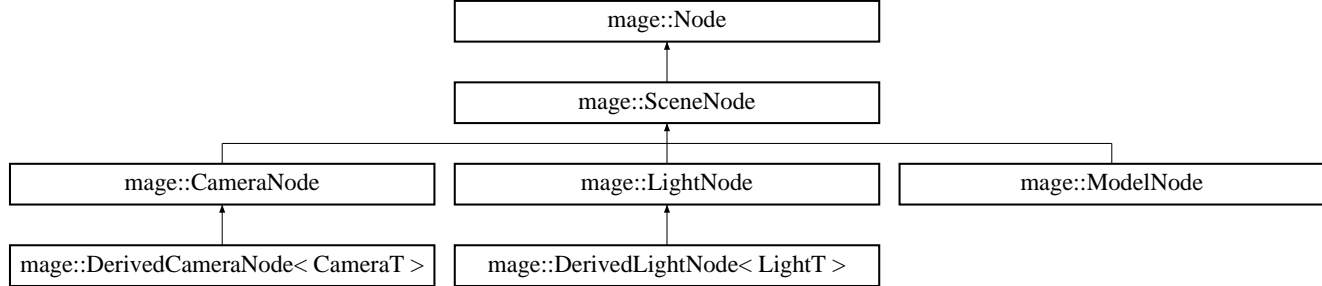 mage::Node
mage::SceneNode
mage::CameraNode
mage::LightNode
mage::ModelNode
mage::DerivedCameraNode< CameraT >
mage::DerivedLightNode< LightT >